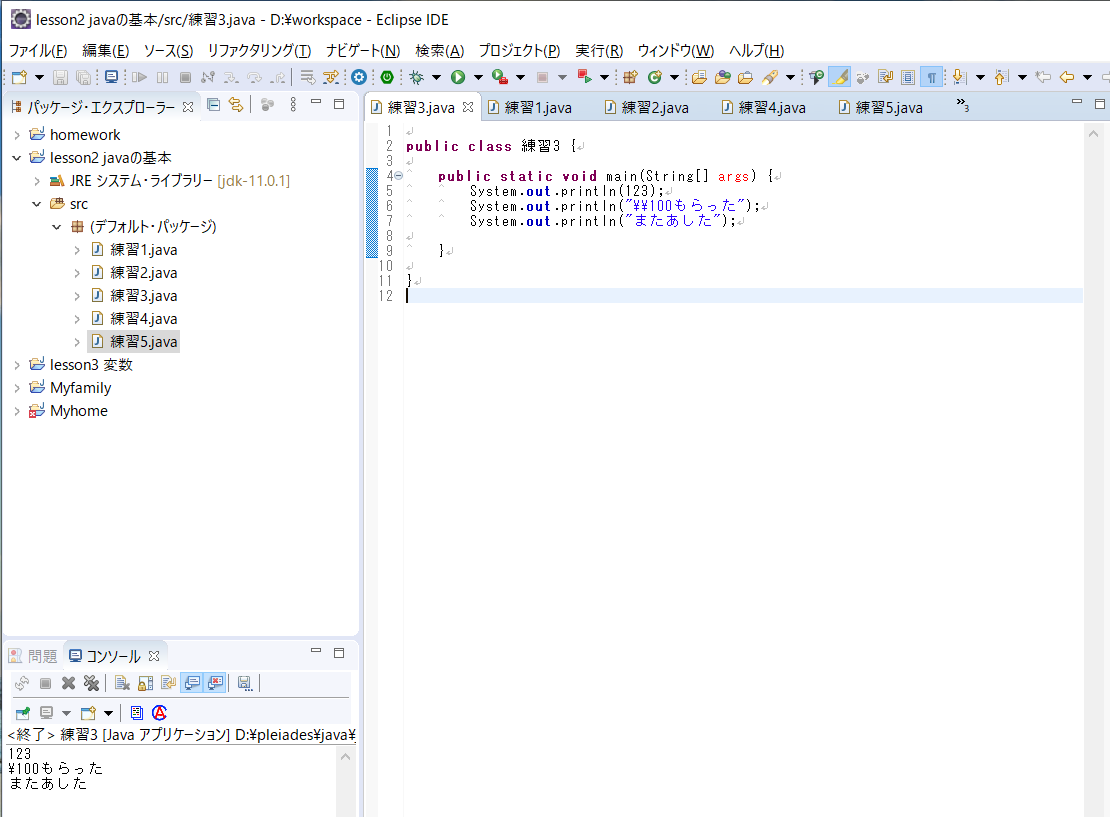 lesson2 javaの基本/src/練習3.java - D:¥workspace - Eclipse IDE
ファイル(F) 編集(E) ソース(S) リファクタリング(T) ナビゲート(N) 検索(A) プロジェクト(P) 実行(R) ウィンドウ(W) ヘルプ(H)
パッケージ・エクスプローラー
homework
lesson2 javaの基本
JRE システム・ライブラリー [jdk-11.0.1]
src
(デフォルト・パッケージ)
練習1.java
練習2.java
練習3.java
練習4.java
練習5.java
lesson3 変数
Myfamily
Myhome
練習3.java 練習1.java 練習2.java 練習4.java 練習5.java »3
1
2 public class 練習3 {
3
4 public static void main(String[] args) {
5 System.out.println(123);
6 System.out.println("¥¥100もらった");
7 System.out.println("またあした");
8
9 }
10
11 }
12
問題 コンソール
<終了> 練習3 [Java アプリケーション] D:¥pleiades¥java¥
123
¥100もらった
またあした